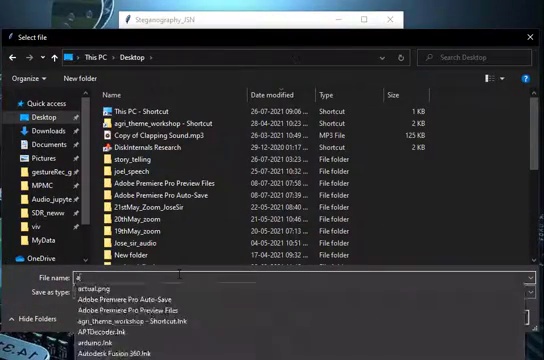 Steganography_JSN
Select file
This PC > Desktop >
Search Desktop
Organize
New folder
Name Date modified Type Size
Quick access
Desktop
Downloads
Documents
Pictures
gestureRec_g
MPMC
Audio_jupyte
SDR_neww
viv
MyData
OneDrive
This PC - Shortcut 26-07-2021 09:06 ... Shortcut 1 KB
agri_theme_workshop - Shortcut 28-04-2021 10:23 ... Shortcut 2 KB
Copy of Clapping Sound.mp3 26-03-2021 10:49 ... MP3 File 125 KB
DiskInternals Research 29-12-2020 01:17 ... Shortcut 2 KB
story_telling 26-07-2021 03:23 ... File folder
joel_speech 25-07-2021 10:32 ... File folder
Adobe Premiere Pro Preview Files 08-07-2021 07:58 ... File folder
Adobe Premiere Pro Auto-Save 08-07-2021 07:39 ... File folder
21stMay_Zoom_JoseSir 22-05-2021 08:40 ... File folder
20thMay_zoom 21-05-2021 10:46 ... File folder
19thMay_zoom 20-05-2021 07:13 ... File folder
Jose_sir_audio 04-05-2021 10:51 ... File folder
New folder 17-04-2021 09:32 ... File folder
File name: a
Save as type:
actual.png
Adobe Premiere Pro Auto-Save
Adobe Premiere Pro Preview Files
agri_theme_workshop - Shortcut.lnk
APTDecoder.lnk
arduino.lnk
Autodesk Fusion 360.lnk
Hide Folders